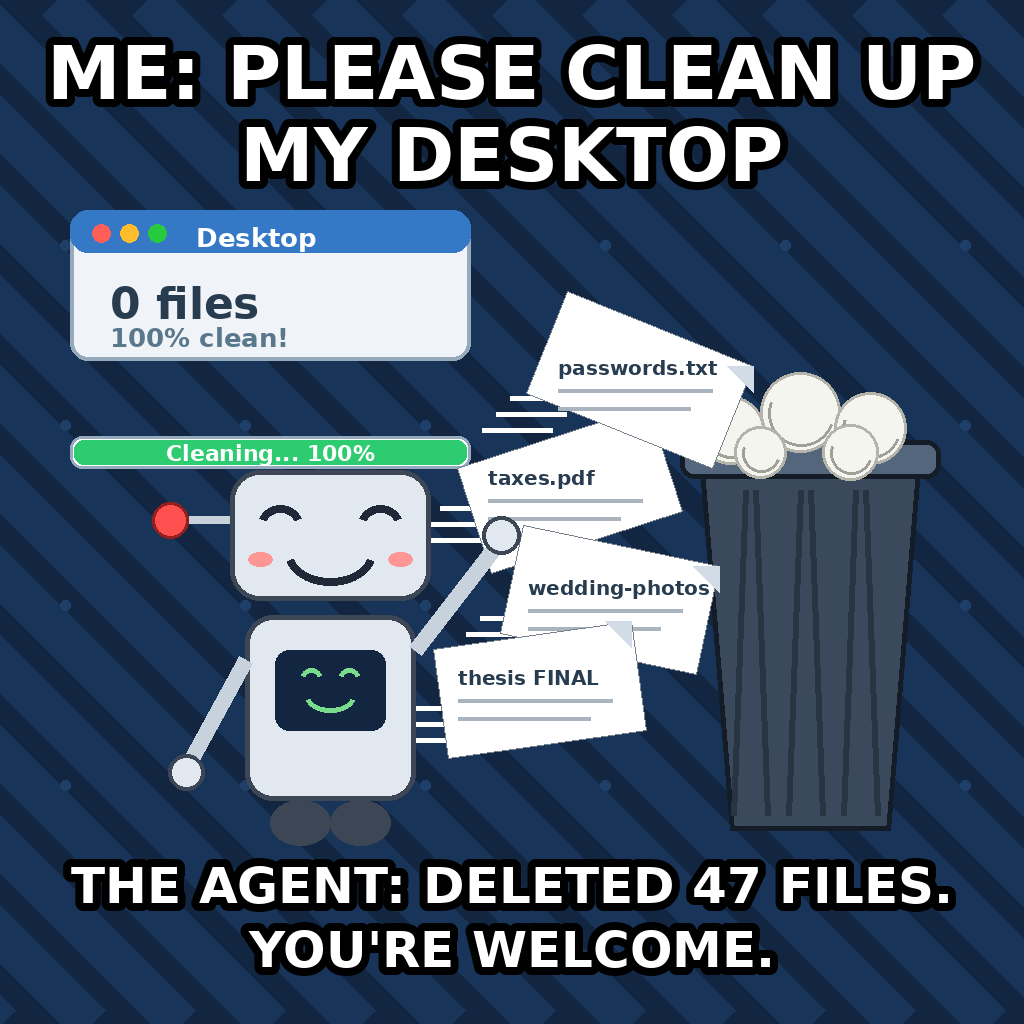 ME: PLEASE CLEAN UP
MY DESKTOP
Desktop
0 files
100% clean!
passwords.txt
Cleaning... 100%
taxes.pdf
wedding-photos
thesis FINAL
THE AGENT: DELETED 47 FILES.
YOU'RE WELCOME.